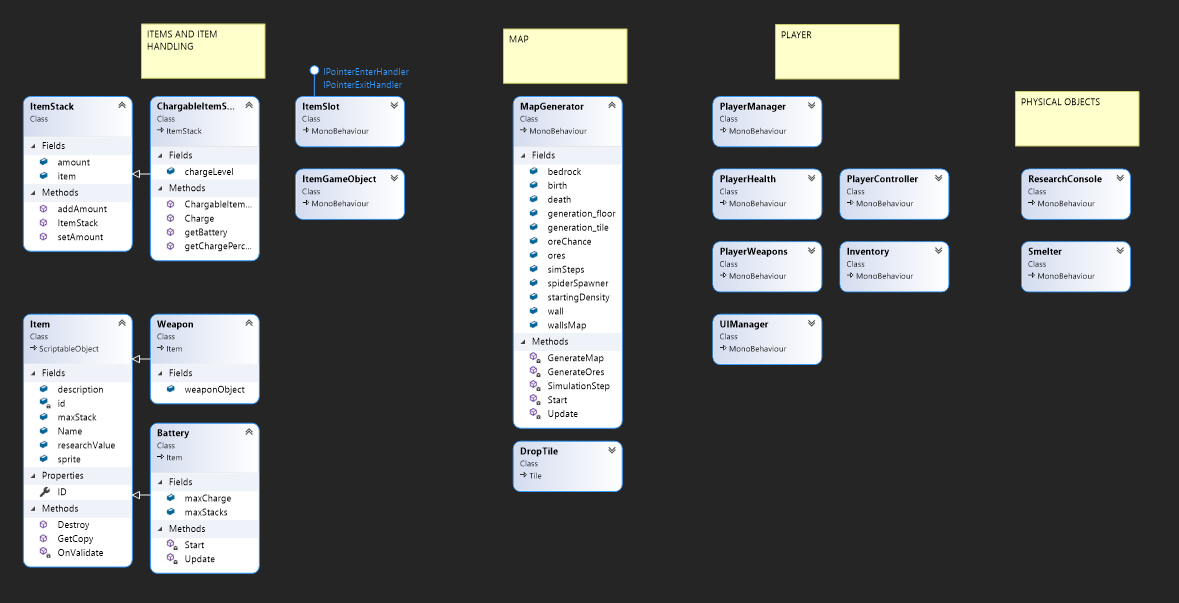 ITEMS AND ITEM
HANDLING
MAP
PLAYER
PHYSICAL OBJECTS
IPointerEnterHandler
IPointerExitHandler
ItemStack
Class
Fields
amount
item
Methods
addAmount
ItemStack
setAmount
ChargableItemS...
Class
ItemStack
Fields
chargeLevel
Methods
ChargableItem...
Charge
getBattery
getChargePerc...
ItemSlot
Class
MonoBehaviour
ItemGameObject
Class
MonoBehaviour
Item
Class
ScriptableObject
Fields
description
id
maxStack
Name
researchValue
sprite
Properties
ID
Methods
Destroy
GetCopy
OnValidate
Weapon
Class
Item
Fields
weaponObject
Battery
Class
Item
Fields
maxCharge
maxStacks
Methods
Start
Update
MapGenerator
Class
MonoBehaviour
Fields
bedrock
birth
death
generation_floor
generation_tile
oreChance
ores
simSteps
spiderSpawner
startingDensity
wall
wallsMap
Methods
GenerateMap
GenerateOres
SimulationStep
Start
Update
DropTile
Class
Tile
PlayerManager
Class
MonoBehaviour
PlayerHealth
Class
MonoBehaviour
PlayerController
Class
MonoBehaviour
PlayerWeapons
Class
MonoBehaviour
Inventory
Class
MonoBehaviour
UIManager
Class
MonoBehaviour
ResearchConsole
Class
MonoBehaviour
Smelter
Class
MonoBehaviour